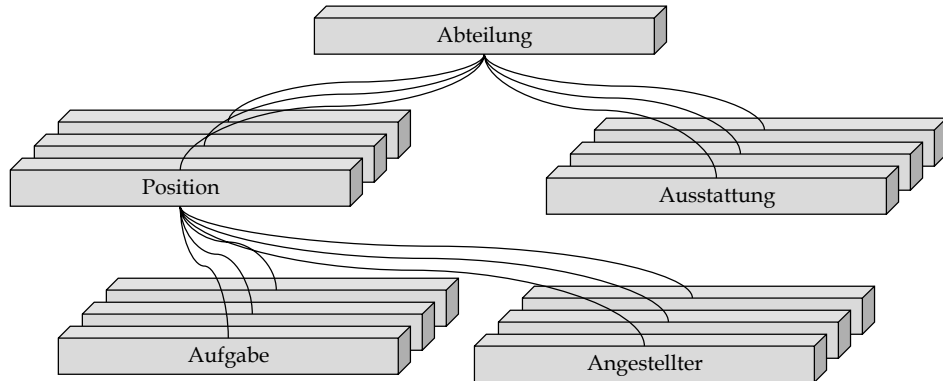 Abteilung
Position
Ausstattung
Aufgabe
Angestellter